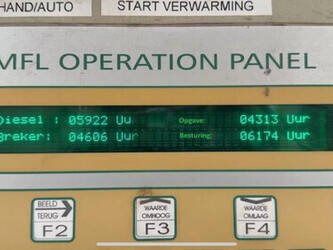 HAND/AUTO
START VERWARMING
MFL OPERATION PANEL
Diesel : 05922 Uu Opgave: 04313 Uur
Breker: 04606 Uur Besturing: 06174 Uur
BEELD TERUG F2
WAARDE OMHOOG F3
WAARDE OMLAAG F4